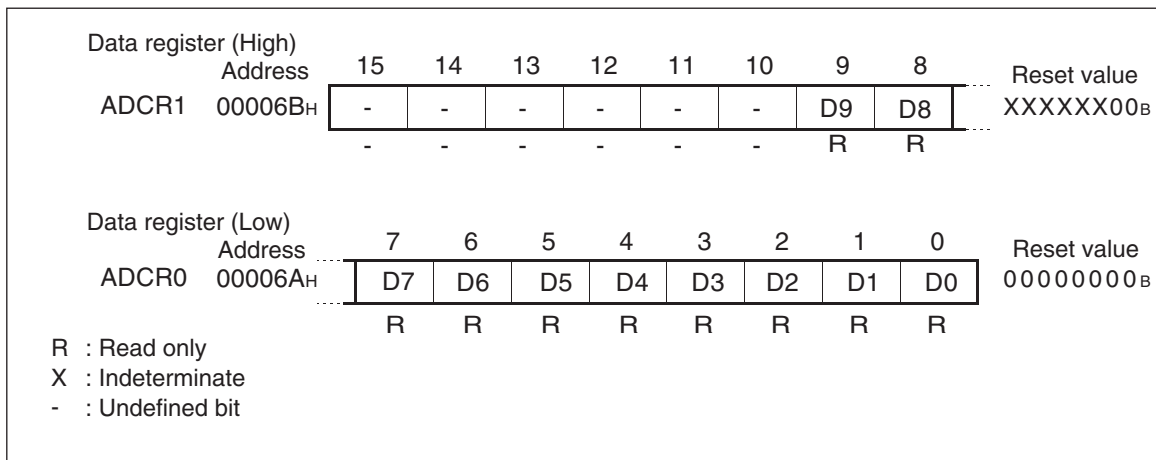 Data register (High)
Address 15 14 13 12 11 10 9 8 Reset value
ADCR1 00006BH - - - - - - D9 D8 XXXXXX00B
- - - - - - R R
Data register (Low)
Address 7 6 5 4 3 2 1 0 Reset value
ADCR0 00006AH D7 D6 D5 D4 D3 D2 D1 D0 00000000B
R R R R R R R R
R : Read only
X : Indeterminate
- : Undefined bit